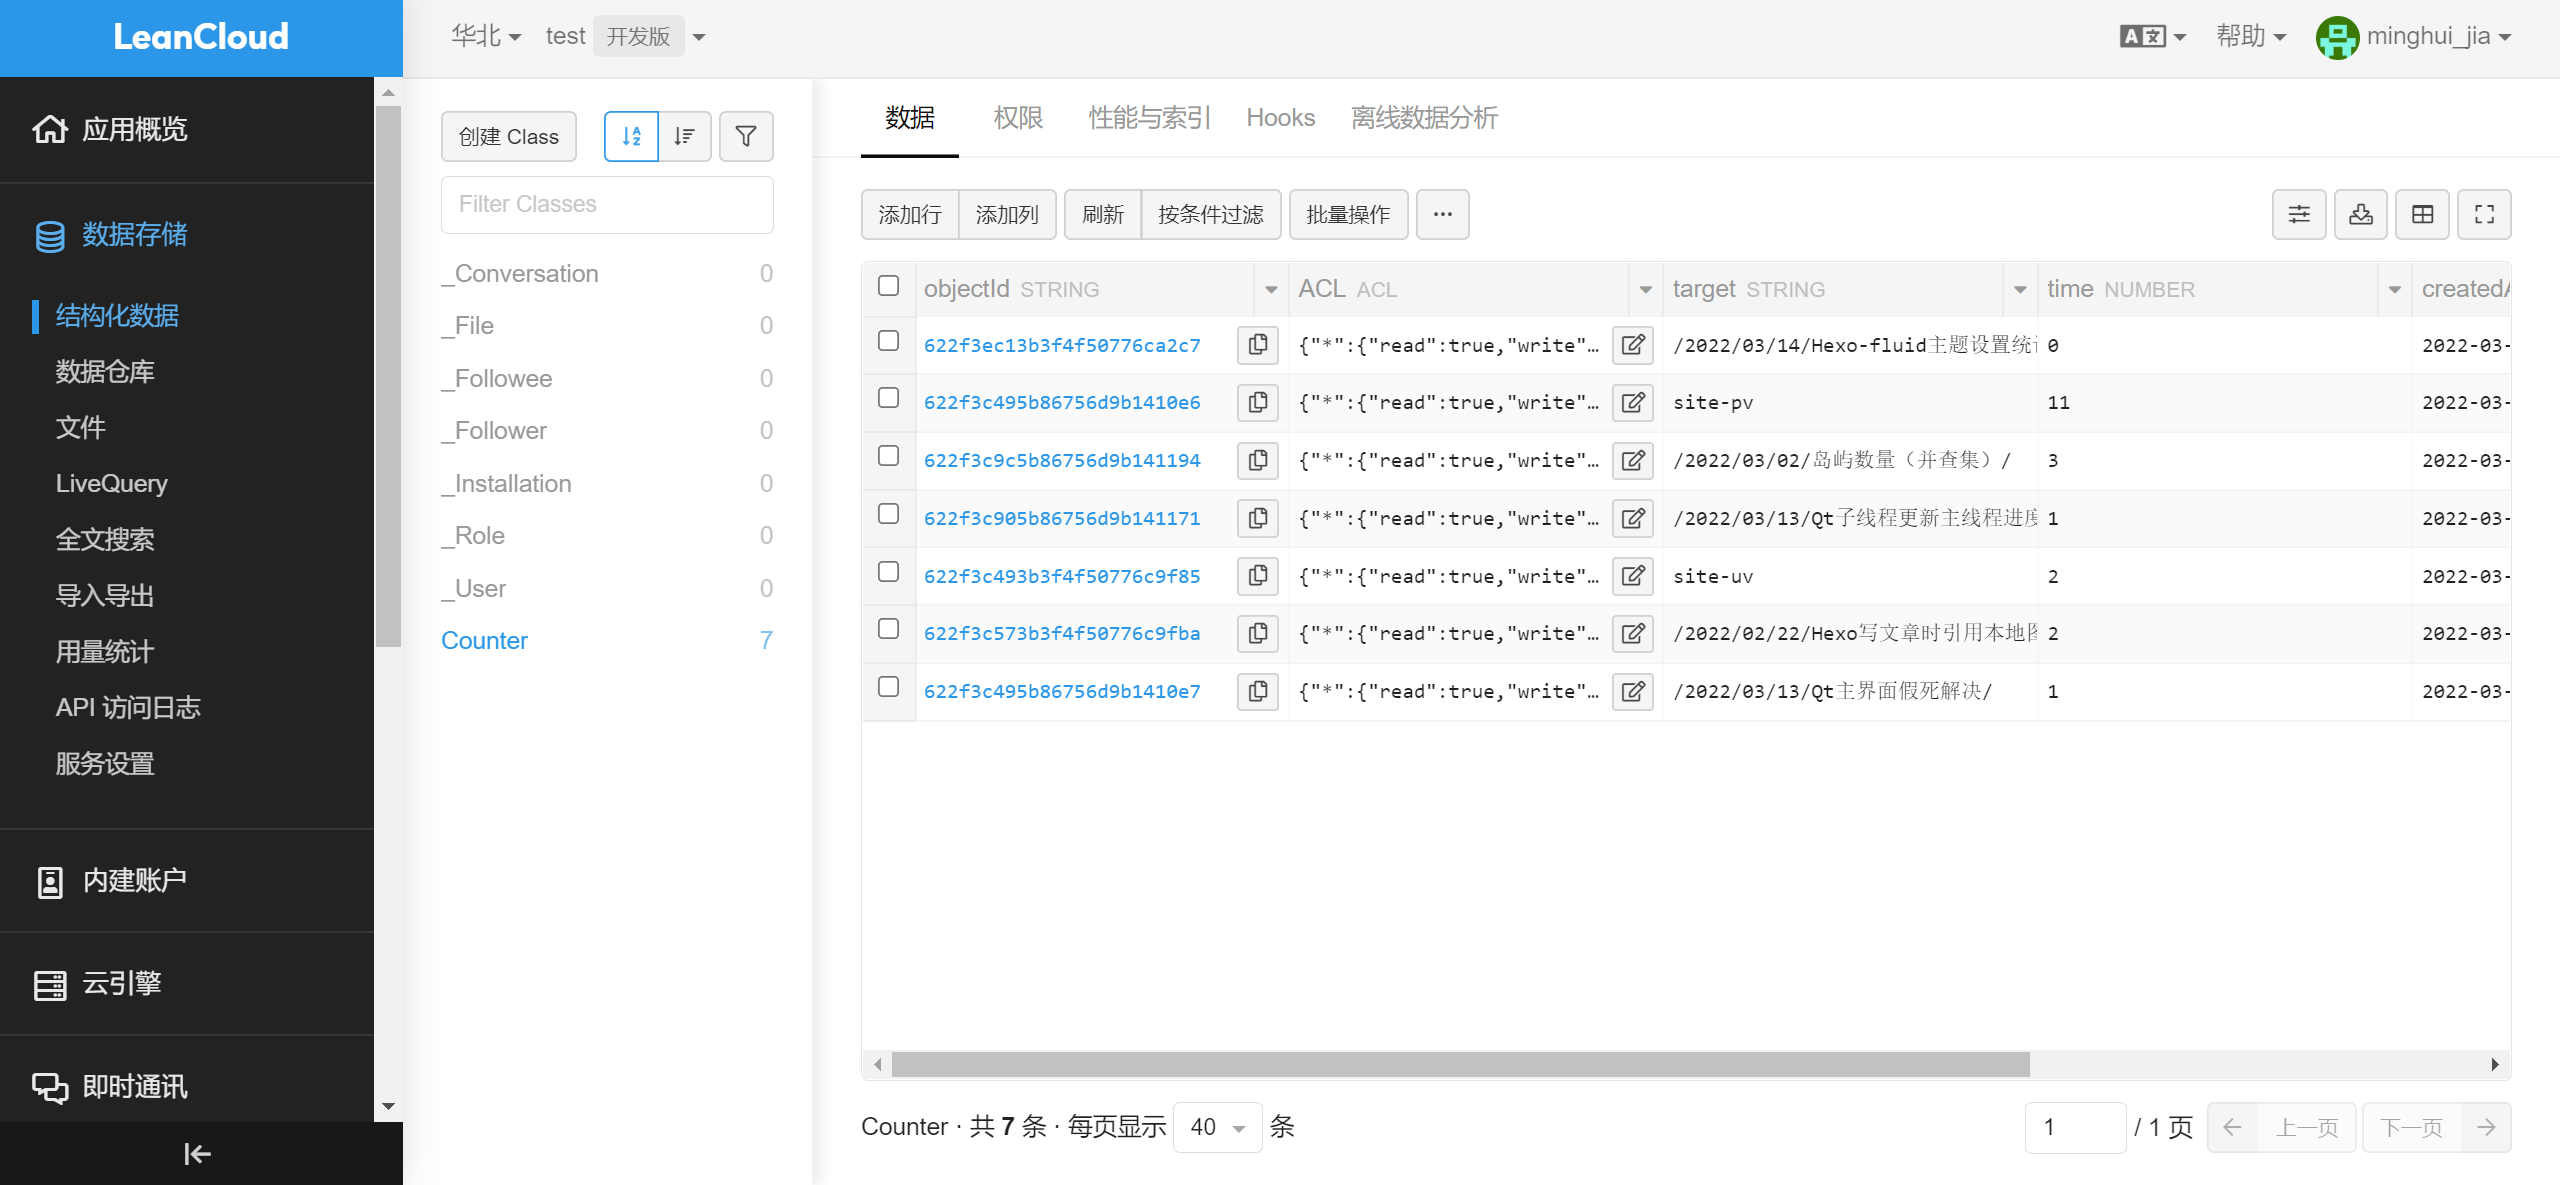 LeanCloud
华北
test 开发版
帮助
minghui_jia
应用概览
数据存储
结构化数据
数据仓库
文件
LiveQuery
全文搜索
导入导出
用量统计
API 访问日志
服务设置
内建账户
云引擎
即时通讯
创建 Class
Filter Classes
_Conversation 0
_File 0
_Followee 0
_Follower 0
_Installation 0
_Role 0
_User 0
Counter 7
数据 权限 性能与索引 Hooks 离线数据分析
添加行 添加列 刷新 按条件过滤 批量操作 ···
objectId STRING ACL ACL target STRING time NUMBER createdA
622f3ec13b3f4f50776ca2c7 {"*":{"read":true,"write"… /2022/03/14/Hexo-fluid主题设置统 0 2022-03-
622f3c495b86756d9b1410e6 {"*":{"read":true,"write"… site-pv 11 2022-03-
622f3c9c5b86756d9b141194 {"*":{"read":true,"write"… /2022/03/02/岛屿数量（并查集）/ 3 2022-03-
622f3c905b86756d9b141171 {"*":{"read":true,"write"… /2022/03/13/Qt子线程更新主线程进度 1 2022-03-
622f3c493b3f4f50776c9f85 {"*":{"read":true,"write"… site-uv 2 2022-03-
622f3c573b3f4f50776c9fba {"*":{"read":true,"write"… /2022/02/22/Hexo写文章时引用本地图 2 2022-03-
622f3c495b86756d9b1410e7 {"*":{"read":true,"write"… /2022/03/13/Qt主界面假死解决/ 1 2022-03-
Counter · 共 7 条 · 每页显示 40 条
1 / 1 页 上一页 下一页